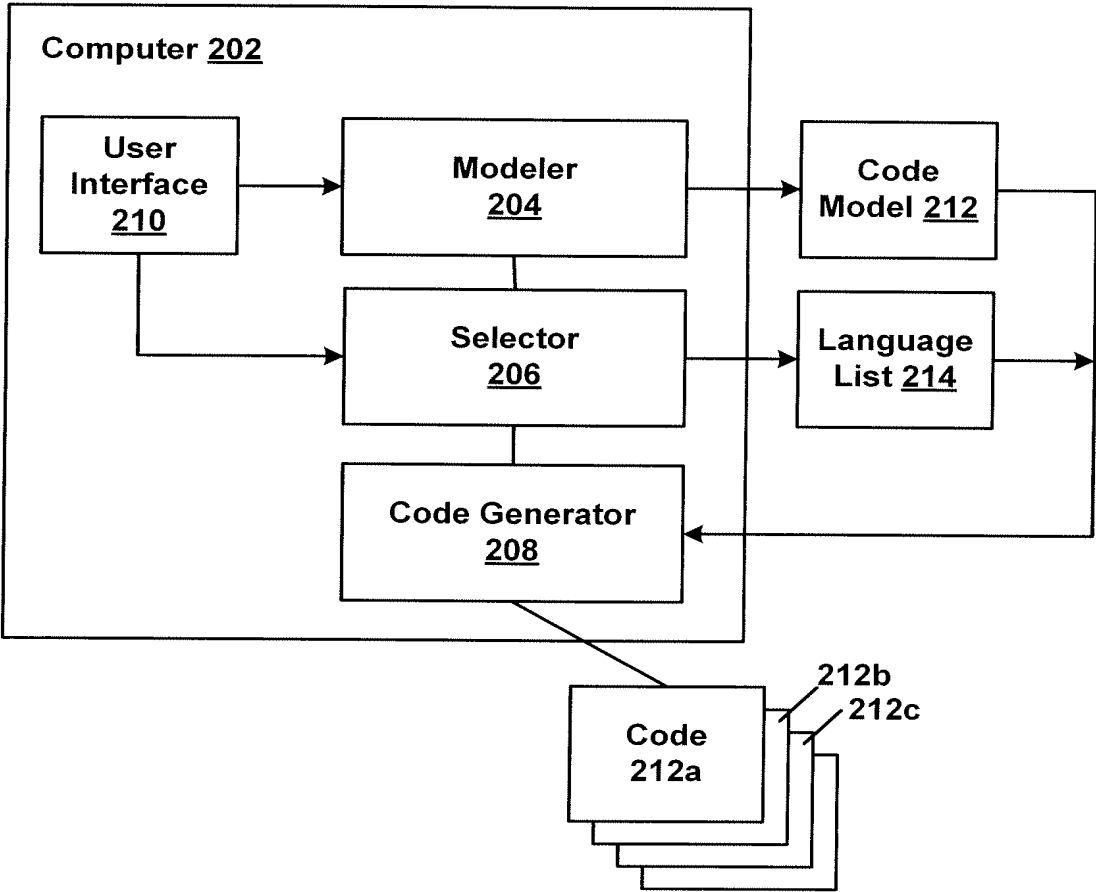 Computer 202
User
Interface
210
Modeler
204
Code
Model 212
Selector
206
Language
List 214
Code Generator
208
212b
212c
Code
212a